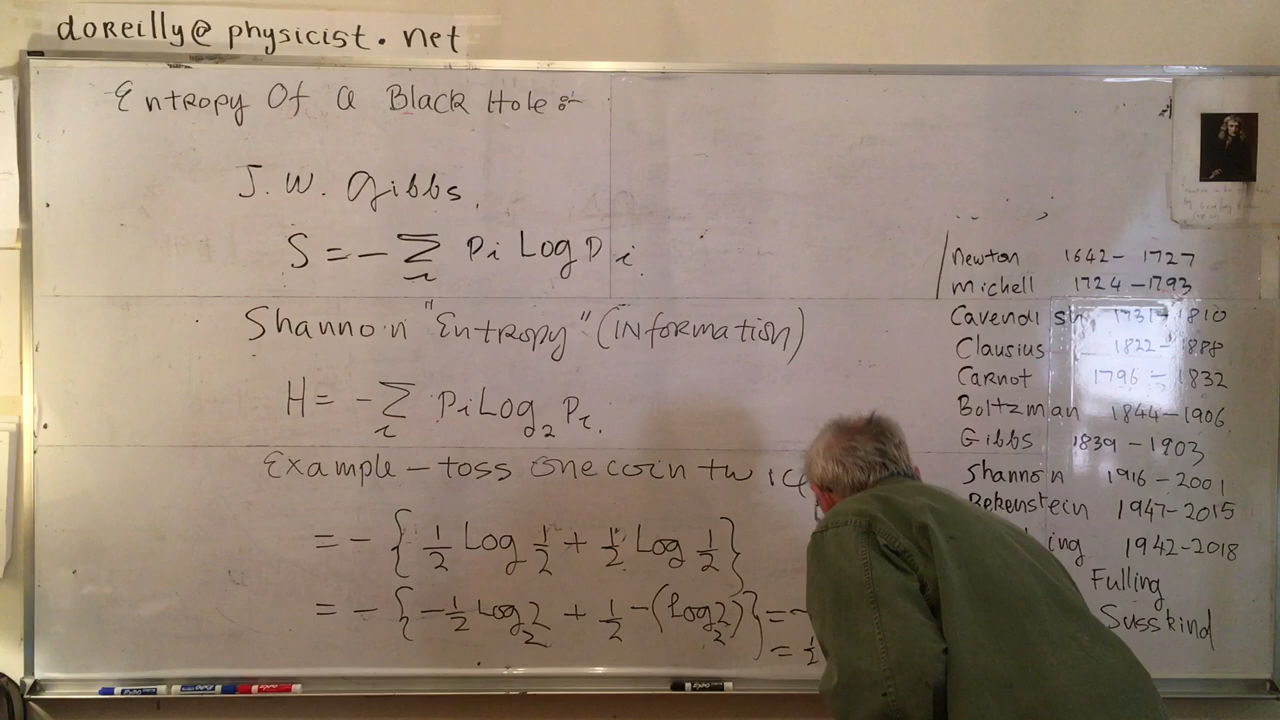 doReilly@physicist.net
Entropy Of a Black Hole:-
J. W. Gibbs.
S = - Σ Pi Log Pi.
i
Shannon "Entropy" (INformation)
H = - Σ Pi Log₂ Pi.
i
Example - toss one coin twic
= - { 1/2 Log 1/2 + 1/2 Log 1/2 }
= - { -1/2 Log₂2 + 1/2 -(Log₂2) } = -
= 1/2
Newton 1642 - 1727
Michell 1724 - 1793
Cavendish 1731 - 1810
Clausius 1822 - 1888
Carnot 1796 - 1832
Boltzman 1844 - 1906
Gibbs 1839 - 1903
Shannon 1916 - 2001
Bekenstein 1947 - 2015
ing 1942 - 2018
Fulling
Susskind